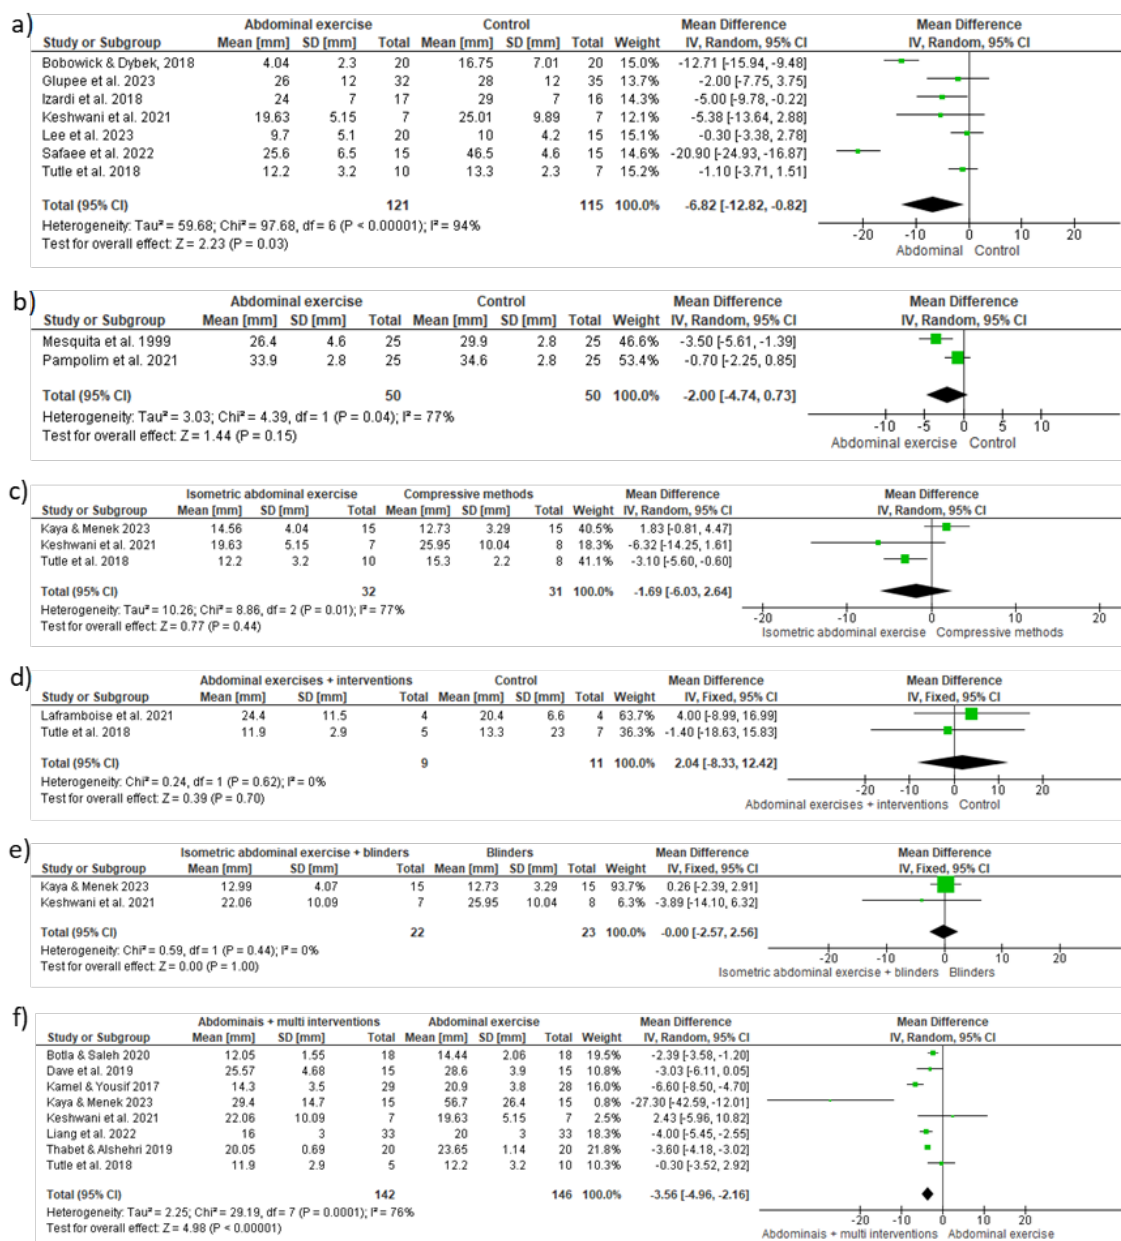 a)
Abdominal exercise Control Mean Difference Mean Difference
Study or Subgroup Mean [mm] SD [mm] Total Mean [mm] SD [mm] Total Weight IV, Random, 95% CI IV, Random, 95% CI
Bobowick & Dybek, 2018 4.04 2.3 20 16.75 7.01 20 15.0% -12.71 [-15.94, -9.48]
Glupee et al. 2023 26 12 32 28 12 35 13.7% -2.00 [-7.75, 3.75]
Izardi et al. 2018 24 7 17 29 7 16 14.3% -5.00 [-9.78, -0.22]
Keshwani et al. 2021 19.63 5.15 7 25.01 9.89 7 12.1% -5.38 [-13.64, 2.88]
Lee et al. 2023 9.7 5.1 20 10 4.2 15 15.1% -0.30 [-3.38, 2.78]
Safaee et al. 2022 25.6 6.5 15 46.5 4.6 15 14.6% -20.90 [-24.93, -16.87]
Tutle et al. 2018 12.2 3.2 10 13.3 2.3 7 15.2% -1.10 [-3.71, 1.51]
Total (95% CI) 121 115 100.0% -6.82 [-12.82, -0.82]
Heterogeneity: Tau² = 59.68; Chi² = 97.68, df = 6 (P < 0.00001); I² = 94%
Test for overall effect: Z = 2.23 (P = 0.03)
-20 -10 0 10 20
Abdominal Control
b)
Abdominal exercise Control Mean Difference Mean Difference
Study or Subgroup Mean [mm] SD [mm] Total Mean [mm] SD [mm] Total Weight IV, Random, 95% CI IV, Random, 95% CI
Mesquita et al. 1999 26.4 4.6 25 29.9 2.8 25 46.6% -3.50 [-5.61, -1.39]
Pampolim et al. 2021 33.9 2.8 25 34.6 2.8 25 53.4% -0.70 [-2.25, 0.85]
Total (95% CI) 50 50 100.0% -2.00 [-4.74, 0.73]
Heterogeneity: Tau² = 3.03; Chi² = 4.39, df = 1 (P = 0.04); I² = 77%
Test for overall effect: Z = 1.44 (P = 0.15)
-10 -5 0 5 10
Abdominal exercise Control
c)
Isometric abdominal exercise Compressive methods Mean Difference Mean Difference
Study or Subgroup Mean [mm] SD [mm] Total Mean [mm] SD [mm] Total Weight IV, Random, 95% CI IV, Random, 95% CI
Kaya & Menek 2023 14.56 4.04 15 12.73 3.29 15 40.5% 1.83 [-0.81, 4.47]
Keshwani et al. 2021 19.63 5.15 7 25.95 10.04 8 18.3% -6.32 [-14.25, 1.61]
Tutle et al. 2018 12.2 3.2 10 15.3 2.2 8 41.1% -3.10 [-5.60, -0.60]
Total (95% CI) 32 31 100.0% -1.69 [-6.03, 2.64]
Heterogeneity: Tau² = 10.26; Chi² = 8.86, df = 2 (P = 0.01); I² = 77%
Test for overall effect: Z = 0.77 (P = 0.44)
-20 -10 0 10 20
Isometric abdominal exercise Compressive methods
d)
Abdominal exercises + interventions Control Mean Difference Mean Difference
Study or Subgroup Mean [mm] SD [mm] Total Mean [mm] SD [mm] Total Weight IV, Fixed, 95% CI IV, Fixed, 95% CI
Laframboise et al. 2021 24.4 11.5 4 20.4 6.6 4 63.7% 4.00 [-8.99, 16.99]
Tutle et al. 2018 11.9 2.9 5 13.3 23 7 36.3% -1.40 [-18.63, 15.83]
Total (95% CI) 9 11 100.0% 2.04 [-8.33, 12.42]
Heterogeneity: Chi² = 0.24, df = 1 (P = 0.62); I² = 0%
Test for overall effect: Z = 0.39 (P = 0.70)
-20 -10 0 10 20
Abdominal exercises + interventions Control
e)
Isometric abdominal exercise + blinders Blinders Mean Difference Mean Difference
Study or Subgroup Mean [mm] SD [mm] Total Mean [mm] SD [mm] Total Weight IV, Fixed, 95% CI IV, Fixed, 95% CI
Kaya & Menek 2023 12.99 4.07 15 12.73 3.29 15 93.7% 0.26 [-2.39, 2.91]
Keshwani et al. 2021 22.06 10.09 7 25.95 10.04 8 6.3% -3.89 [-14.10, 6.32]
Total (95% CI) 22 23 100.0% -0.00 [-2.57, 2.56]
Heterogeneity: Chi² = 0.59, df = 1 (P = 0.44); I² = 0%
Test for overall effect: Z = 0.00 (P = 1.00)
-20 -10 0 10 20
Isometric abdominal exercise + blinders Blinders
f)
Abdominais + multi interventions Abdominal exercise Mean Difference Mean Difference
Study or Subgroup Mean [mm] SD [mm] Total Mean [mm] SD [mm] Total Weight IV, Random, 95% CI IV, Random, 95% CI
Botla & Saleh 2020 12.05 1.55 18 14.44 2.06 18 19.5% -2.39 [-3.58, -1.20]
Dave et al. 2019 25.57 4.68 15 28.6 3.9 15 10.8% -3.03 [-6.11, 0.05]
Kamel & Yousif 2017 14.3 3.5 29 20.9 3.8 28 16.0% -6.60 [-8.50, -4.70]
Kaya & Menek 2023 29.4 14.7 15 56.7 26.4 15 0.8% -27.30 [-42.59, -12.01]
Keshwani et al. 2021 22.06 10.09 7 19.63 5.15 7 2.5% 2.43 [-5.96, 10.82]
Liang et al. 2022 16 3 33 20 3 33 18.3% -4.00 [-5.45, -2.55]
Thabet & Alshehri 2019 20.05 0.69 20 23.65 1.14 20 21.8% -3.60 [-4.18, -3.02]
Tutle et al. 2018 11.9 2.9 5 12.2 3.2 10 10.3% -0.30 [-3.52, 2.92]
Total (95% CI) 142 146 100.0% -3.56 [-4.96, -2.16]
Heterogeneity: Tau² = 2.25; Chi² = 29.19, df = 7 (P = 0.0001); I² = 76%
Test for overall effect: Z = 4.98 (P < 0.00001)
-20 -10 0 10 20
Abdominais + multi interventions Abdominal exercise